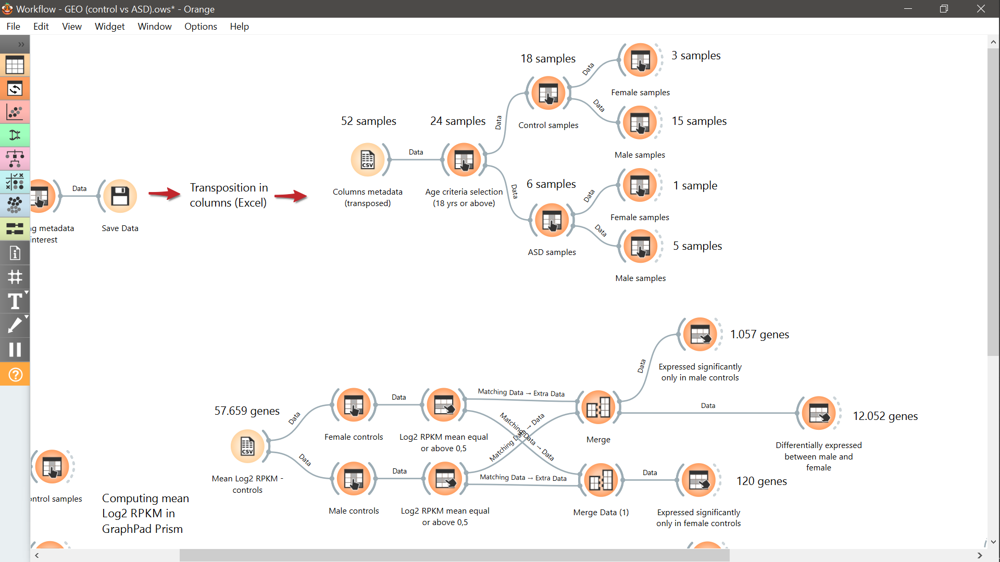 Workflow - GEO (control vs ASD).ows* - Orange
File Edit View Widget Window Options Help
18 samples
3 samples
Data
Female samples
Data
Control samples
15 samples
Male samples
52 samples
24 samples
Data
Data
Columns metadata
(transposed)
Age criteria selection
(18 yrs or above)
Data
6 samples
Data
1 sample
Female samples
Data
ASD samples
5 samples
Male samples
Data
metadata
interest
Save Data
Transposition in
columns (Excel)
1.057 genes
Data
Expressed significantly
only in male controls
57.659 genes
Data
Data
Mean Log2 RPKM -
controls
Female controls
Data
Log2 RPKM mean equal
or above 0,5
Matching Data → Extra Data
Matching Data → Data
Matching Data → Data
Merge
Data
12.052 genes
Differentially expressed
between male and
female
Male controls
Data
Log2 RPKM mean equal
or above 0,5
Matching Data → Extra Data
Merge Data (1)
Data
120 genes
Expressed significantly
only in female controls
samples
Computing mean
Log2 RPKM in
GraphPad Prism
CSV
CSV